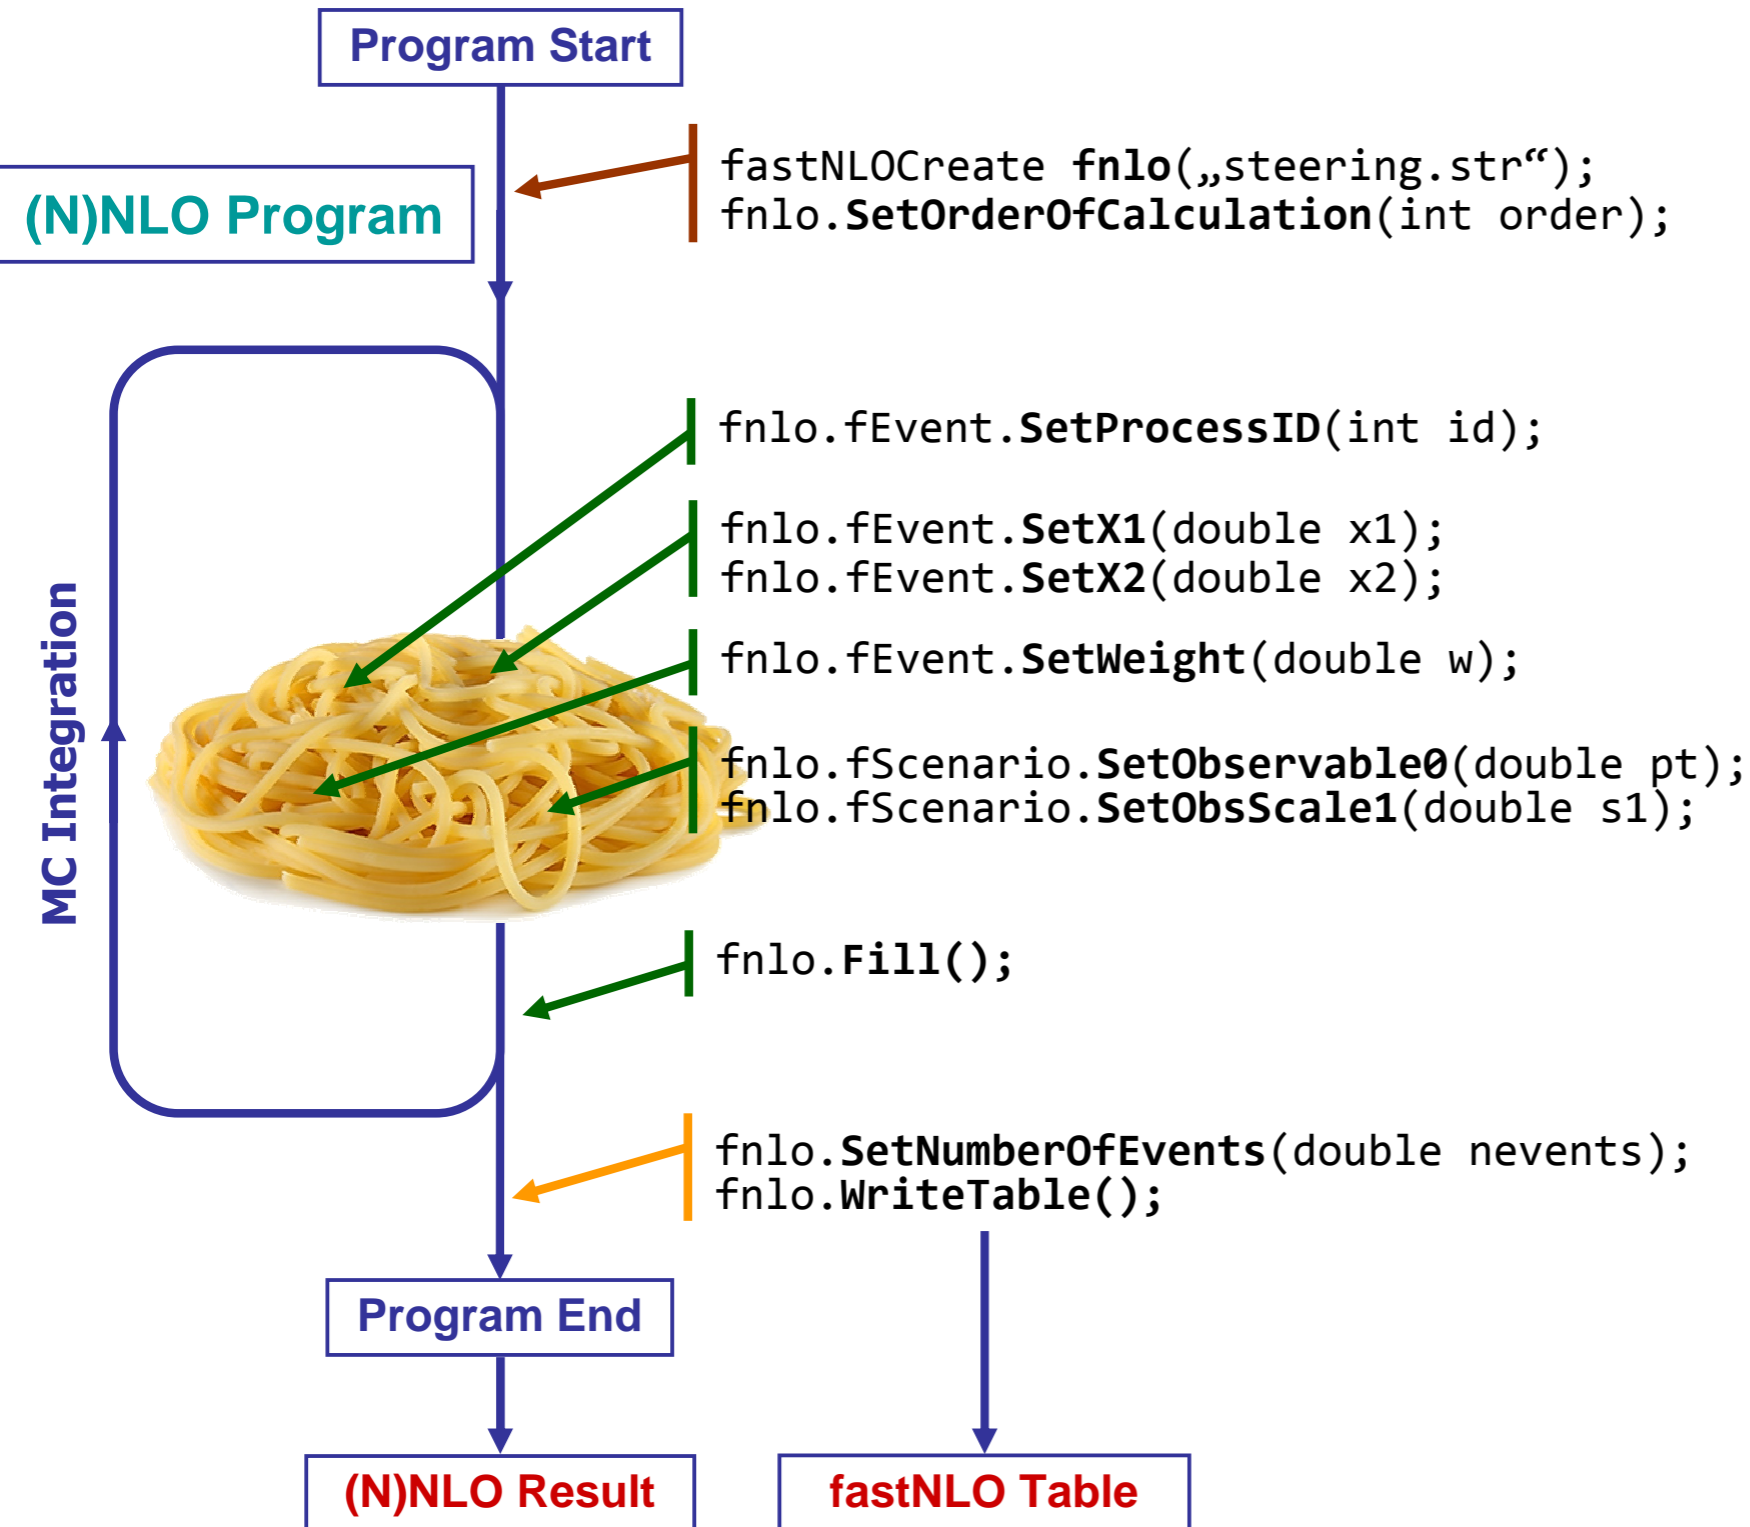 Program Start
fastNLOCreate fnlo(„steering.str“);
fnlo.SetOrderOfCalculation(int order);
(N)NLO Program
fnlo.fEvent.SetProcessID(int id);
fnlo.fEvent.SetX1(double x1);
fnlo.fEvent.SetX2(double x2);
MC Integration
fnlo.fEvent.SetWeight(double w);
fnlo.fScenario.SetObservable0(double pt);
fnlo.fScenario.SetObsScale1(double s1);
fnlo.Fill();
fnlo.SetNumberOfEvents(double nevents);
fnlo.WriteTable();
Program End
(N)NLO Result
fastNLO Table